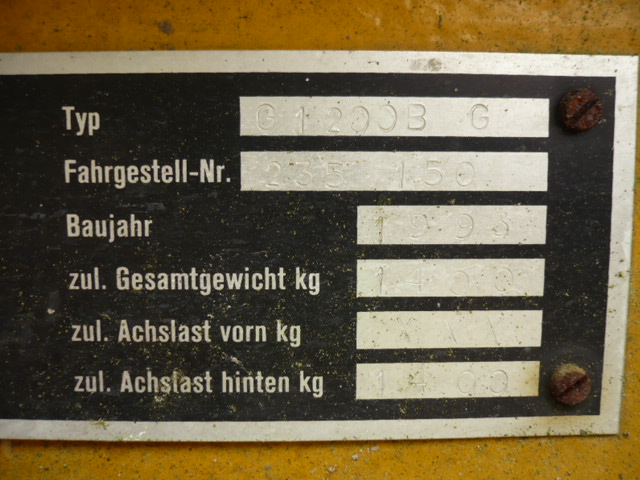 Typ G1200B G
Fahrgestell-Nr. 235 150
Baujahr 1993
zul. Gesamtgewicht kg 1400
zul. Achslast vorn kg
zul. Achslast hinten kg 1400